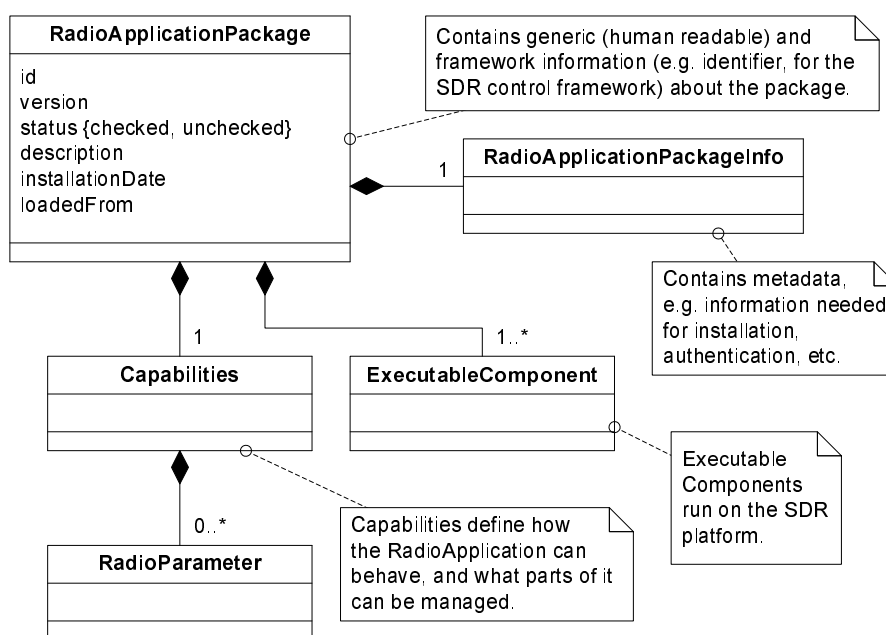 RadioApplicationPackage
id
version
status {checked, unchecked}
description
installationDate
loadedFrom
Contains generic (human readable) and
framework information (e.g. identifier, for the
SDR control framework) about the package.
1
RadioApplicationPackageInfo
Contains metadata,
e.g. information needed
for installation,
authentication, etc.
1
1..*
Capabilities
ExecutableComponent
Executable
Components
run on the SDR
platform.
0..*
Capabilities define how
the RadioApplication can
behave, and what parts of it
can be managed.
RadioParameter